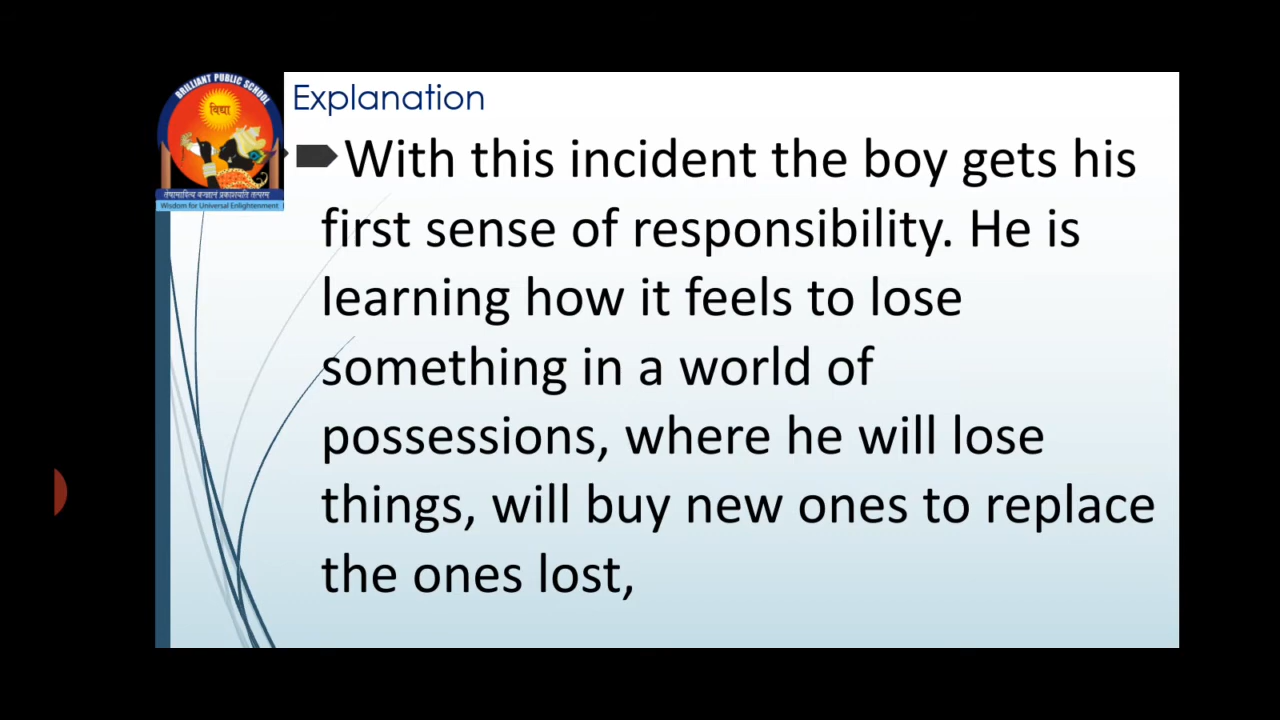 BRILLIANT PUBLIC SCHOOL
विद्या
Wisdom for Universal Enlightenment
Explanation
With this incident the boy gets his
first sense of responsibility. He is
learning how it feels to lose
something in a world of
possessions, where he will lose
things, will buy new ones to replace
the ones lost,